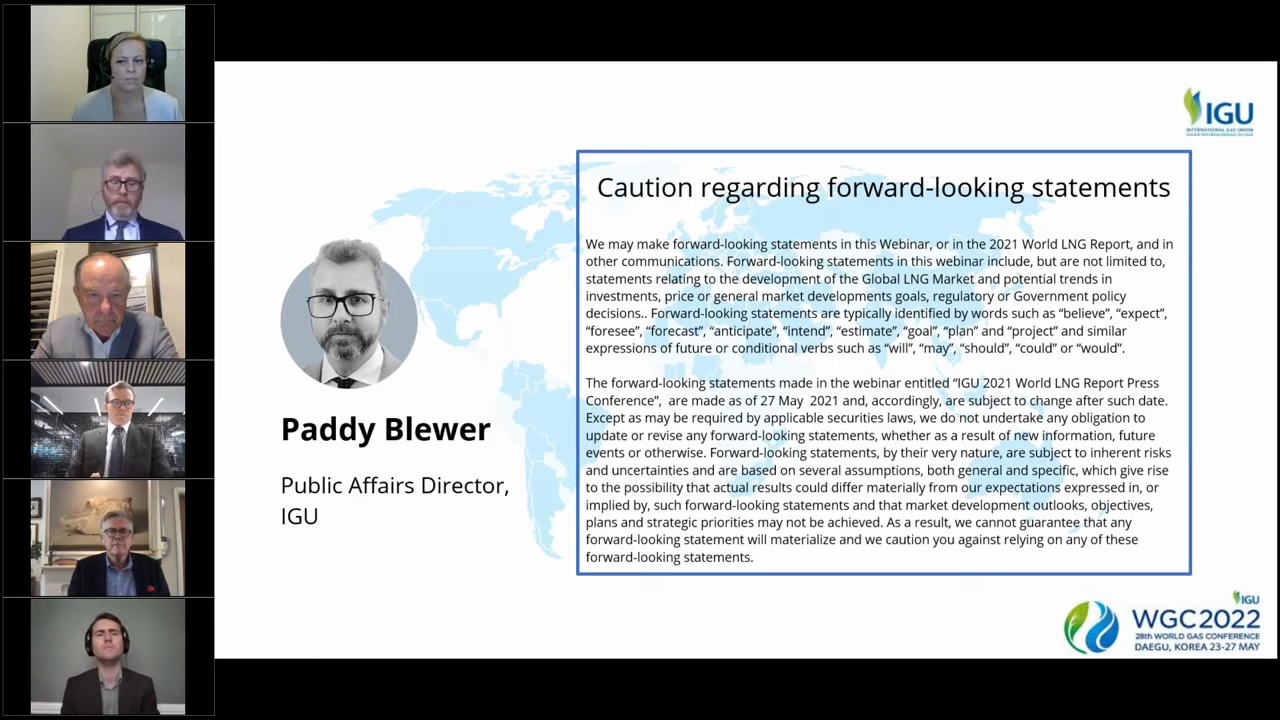 IGU
INTERNATIONAL GAS UNION
Caution regarding forward-looking statements
We may make forward-looking statements in this Webinar, or in the 2021 World LNG Report, and in
other communications. Forward-looking statements in this webinar include, but are not limited to,
statements relating to the development of the Global LNG Market and potential trends in
investments, price or general market developments goals, regulatory or Government policy
decisions.. Forward-looking statements are typically identified by words such as “believe”, “expect”,
“foresee”, “forecast”, “anticipate”, “intend”, “estimate”, “goal”, “plan” and “project” and similar
expressions of future or conditional verbs such as “will”, “may”, “should”, “could” or “would”.
The forward-looking statements made in the webinar entitled “IGU 2021 World LNG Report Press
Conference”, are made as of 27 May 2021 and, accordingly, are subject to change after such date.
Except as may be required by applicable securities laws, we do not undertake any obligation to
update or revise any forward-looking statements, whether as a result of new information, future
events or otherwise. Forward-looking statements, by their very nature, are subject to inherent risks
and uncertainties and are based on several assumptions, both general and specific, which give rise
to the possibility that actual results could differ materially from our expectations expressed in, or
implied by, such forward-looking statements and that market development outlooks, objectives,
plans and strategic priorities may not be achieved. As a result, we cannot guarantee that any
forward-looking statement will materialize and we caution you against relying on any of these
forward-looking statements.
Paddy Blewer
Public Affairs Director,
IGU
IGU
WGC2022
28th WORLD GAS CONFERENCE
DAEGU, KOREA 23-27 MAY